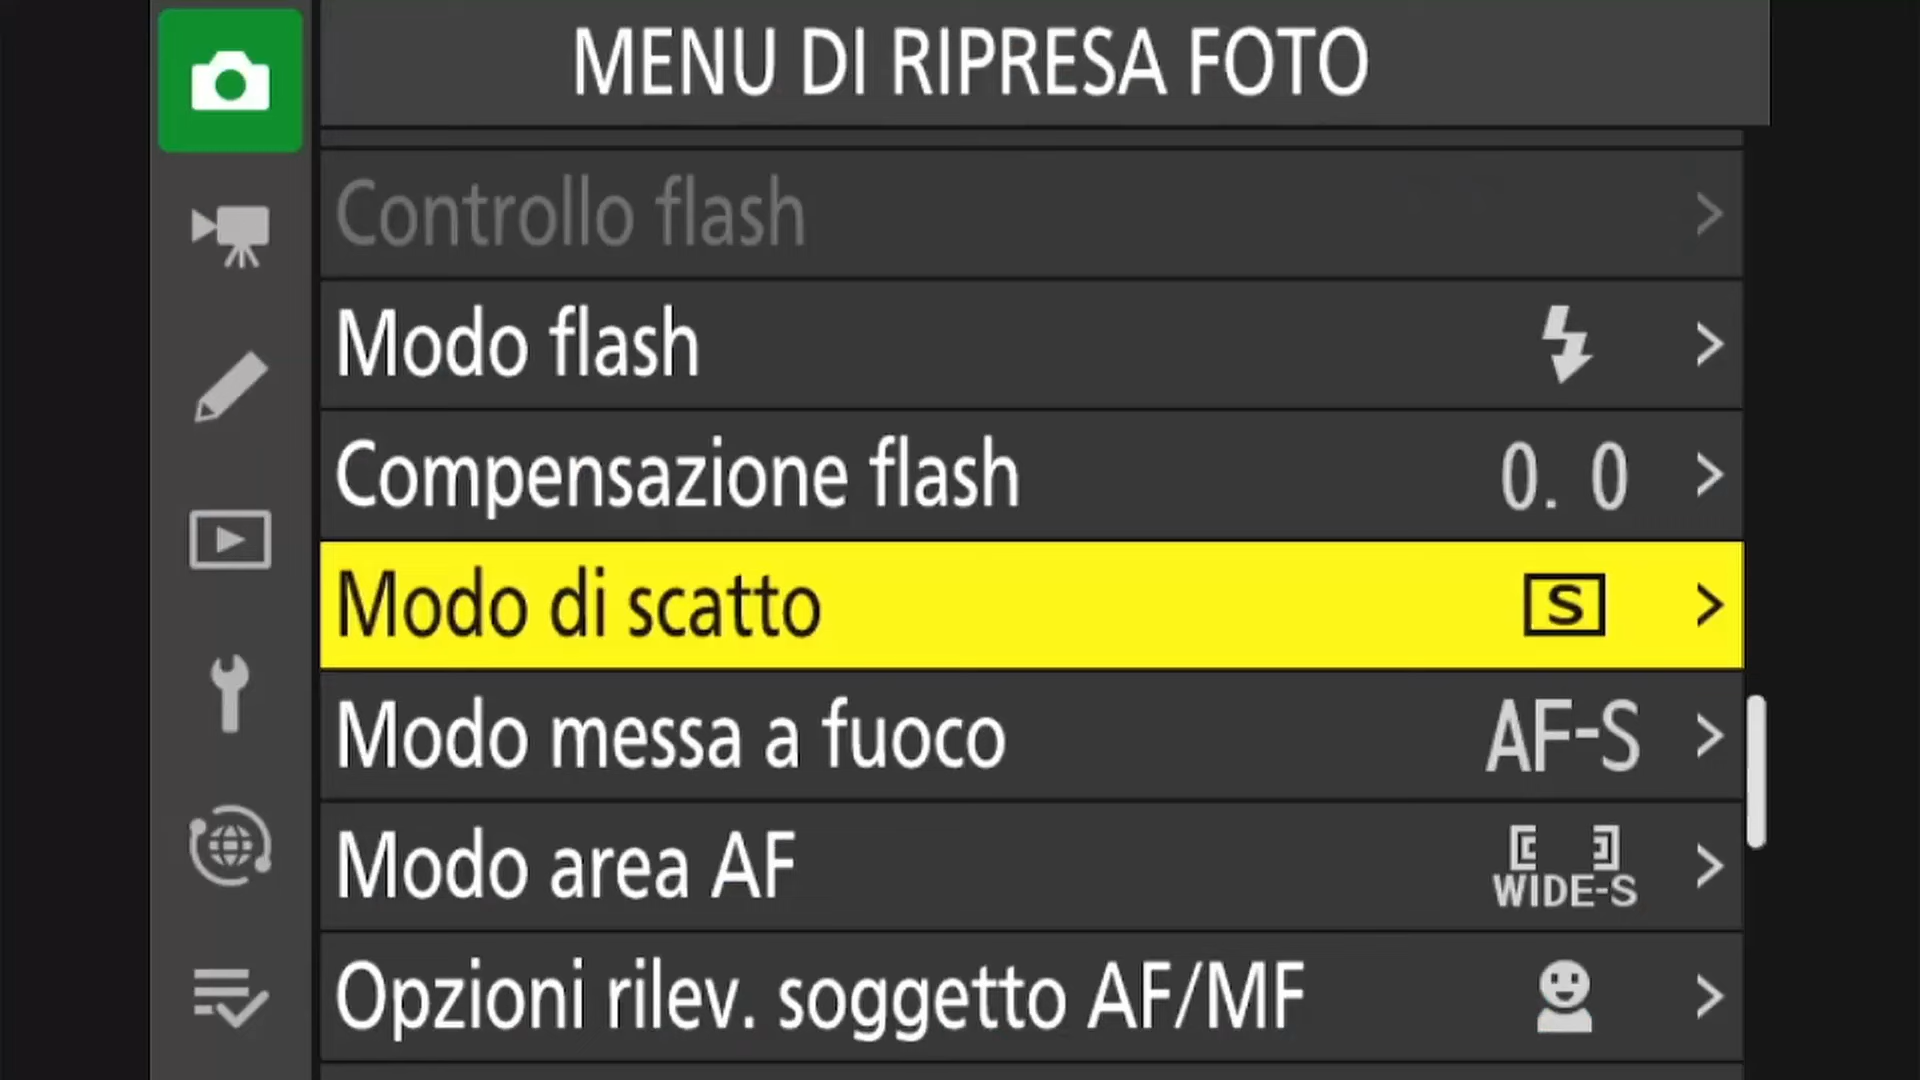 MENU DI RIPRESA FOTO
Controllo flash
Modo flash
Compensazione flash 0. 0
Modo di scatto S
Modo messa a fuoco AF-S
Modo area AF WIDE-S
Opzioni rilev. soggetto AF/MF